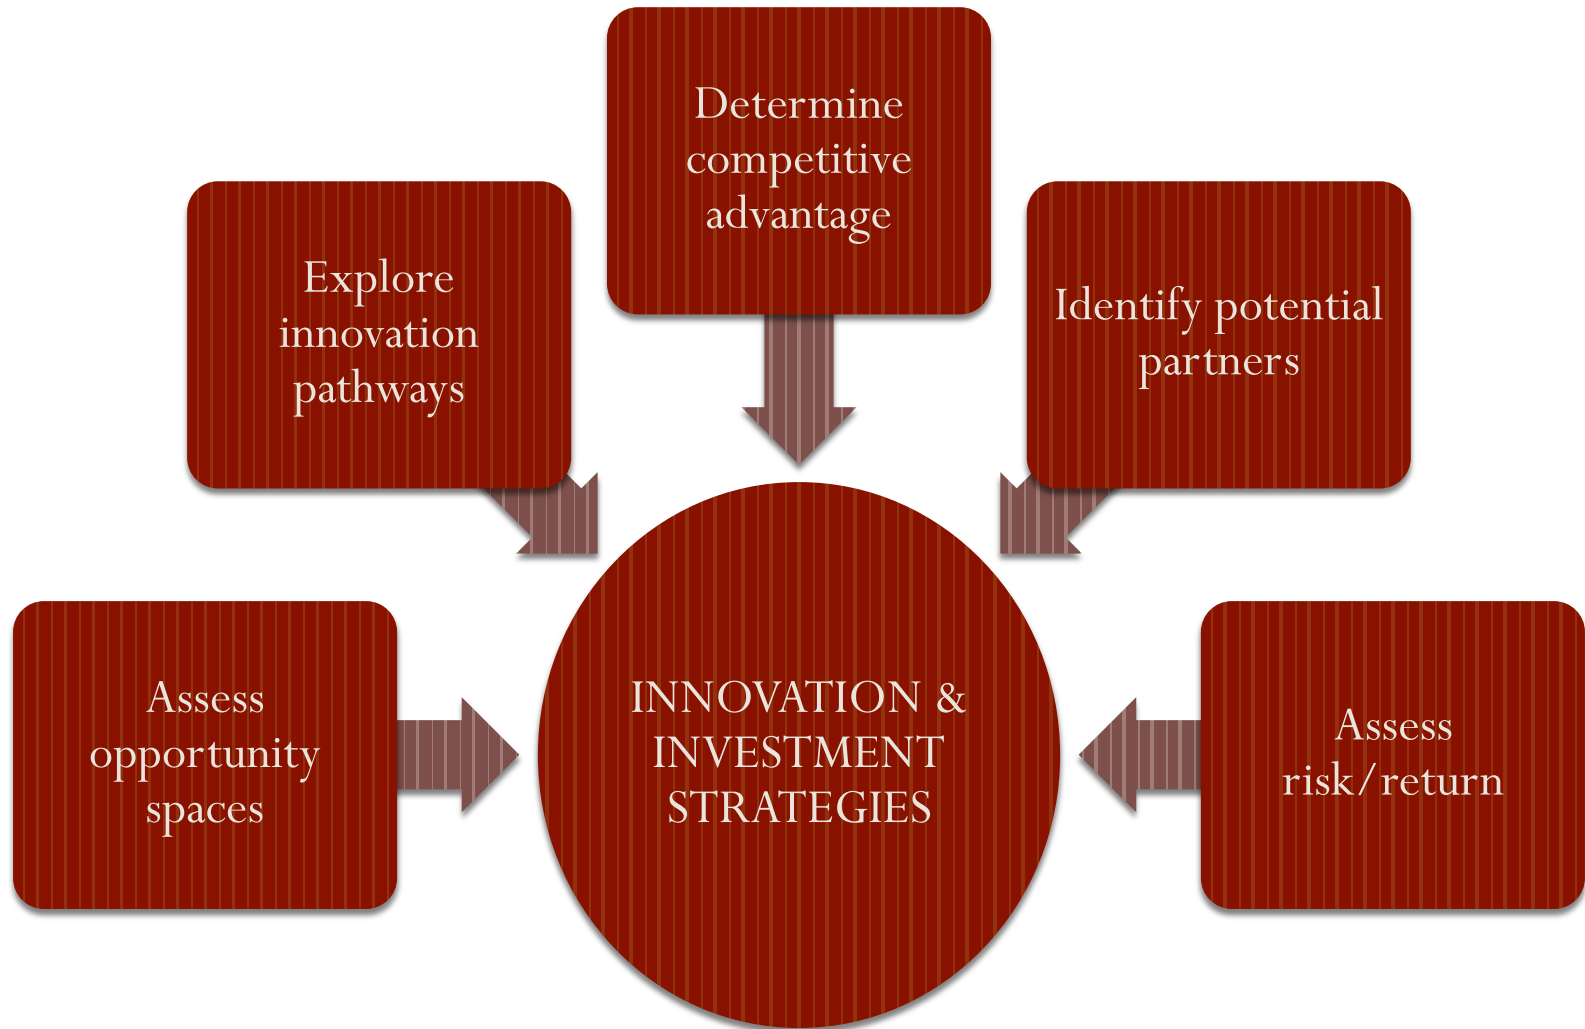 Determine
competitive
advantage
Explore
innovation
pathways
Identify potential
partners
Assess
opportunity
spaces
INNOVATION &
INVESTMENT
STRATEGIES
Assess
risk/return